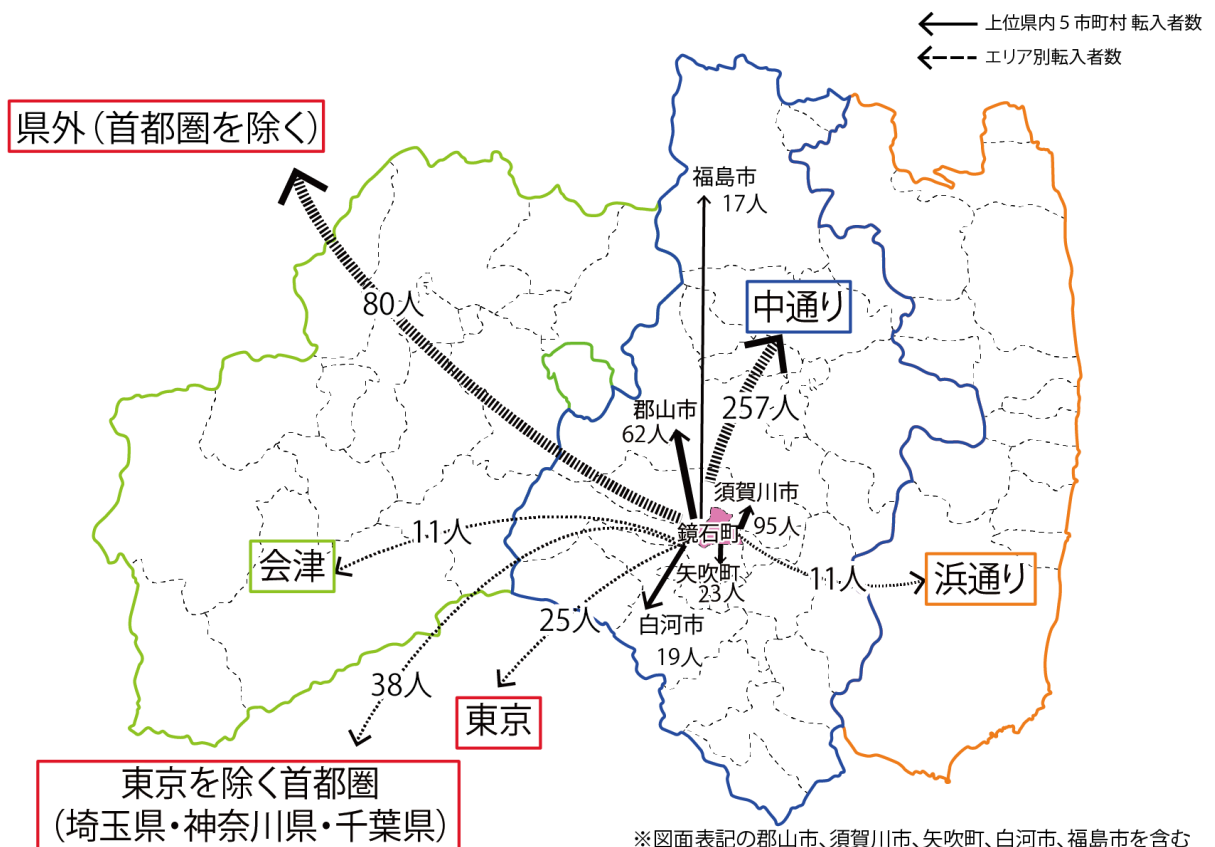 上位県内5市町村 転入者数
エリア別転入者数
県外(首都圏を除く)
福島市
17人
80人
中通り
郡山市
62人
257人
須賀川市
95人
鏡石町
11人
会津
矢吹町
23人
11人
浜通り
25人
白河市
19人
38人
東京
東京を除く首都圏
(埼玉県・神奈川県・千葉県)
※図面表記の郡山市、須賀川市、矢吹町、白河市、福島市を含む